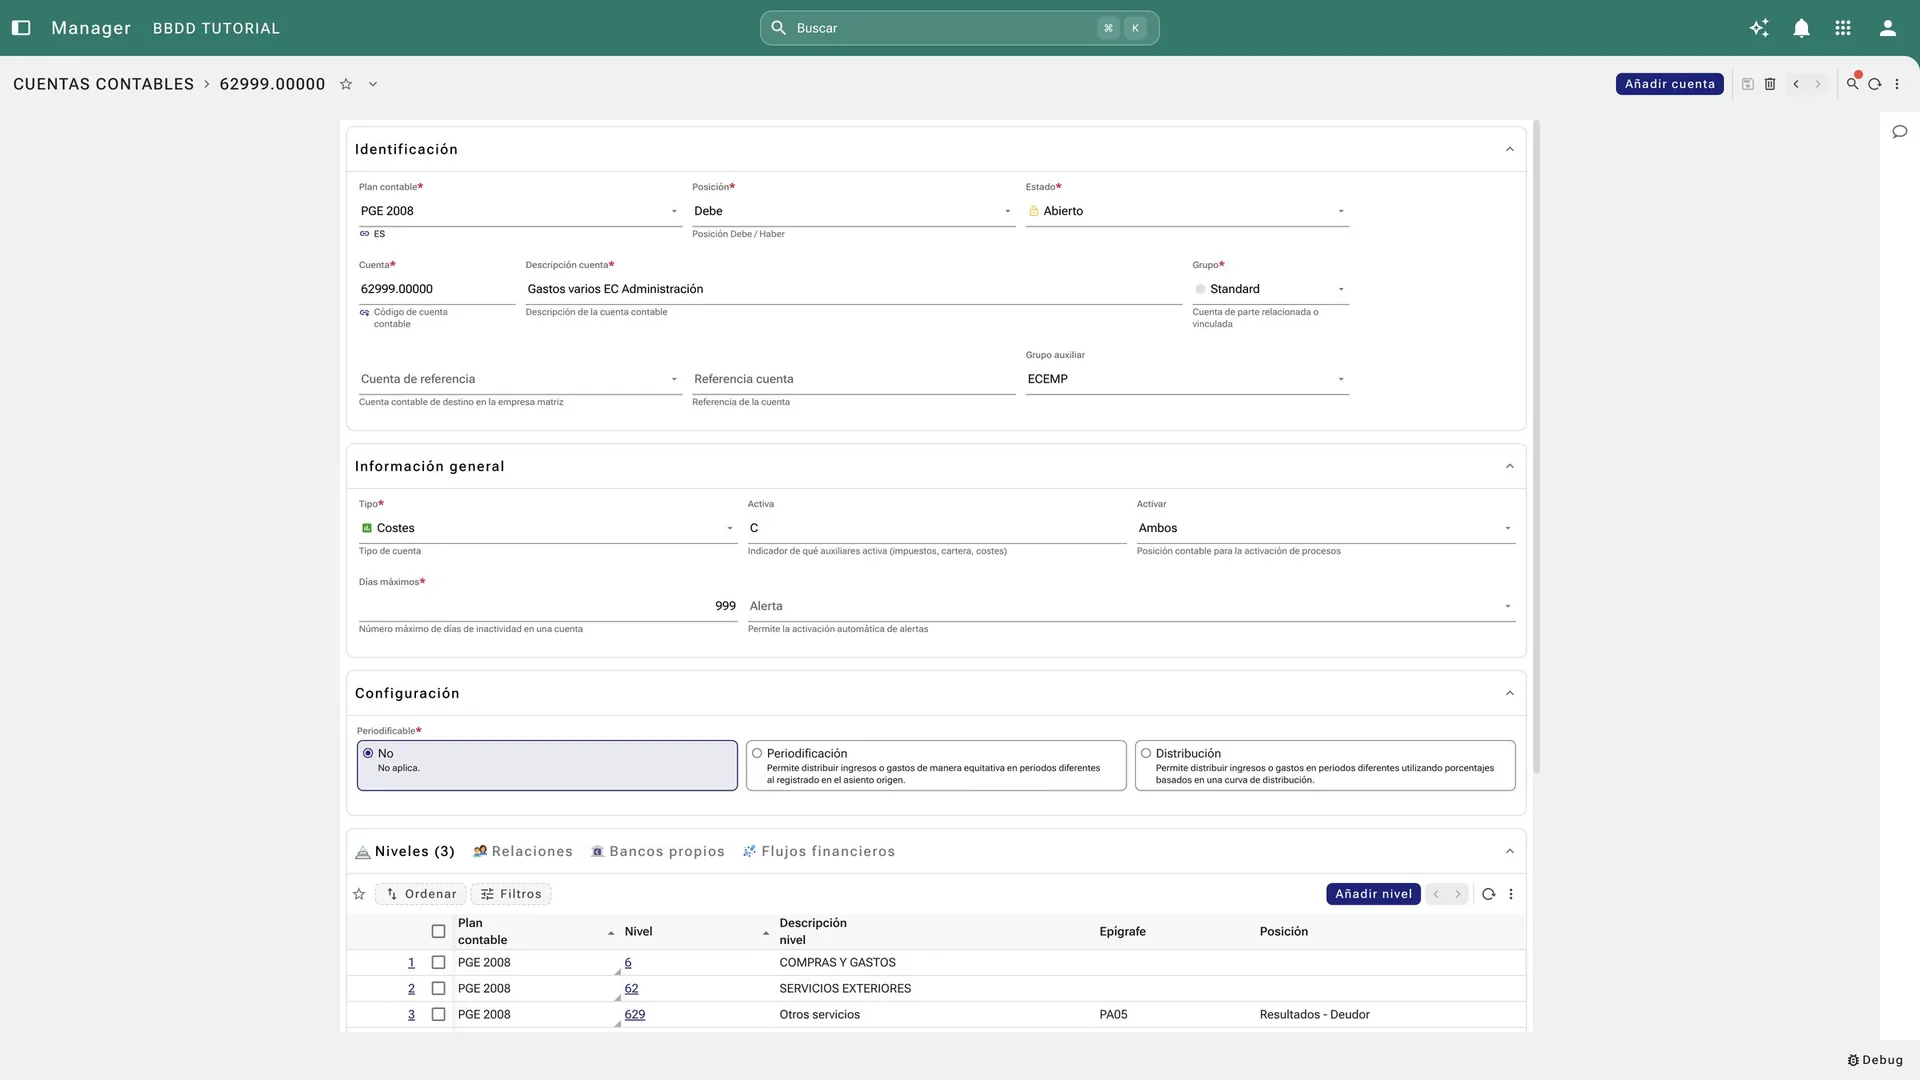 Manager BBDD TUTORIAL Buscar ⌘ K
CUENTAS CONTABLES > 62999.00000 Añadir cuenta
Identificación
Plan contable* Posición* Estado*
PGE 2008 Debe Abierto
ES Posición Debe / Haber
Cuenta* Descripción cuenta* Grupo*
62999.00000 Gastos varios EC Administración Standard
Código de cuenta contable Descripción de la cuenta contable Cuenta de parte relacionada o vinculada
Grupo auxiliar
Cuenta de referencia Referencia cuenta ECEMP
Cuenta contable de destino en la empresa matriz Referencia de la cuenta
Información general
Tipo* Activa Activar
Costes C Ambos
Tipo de cuenta Indicador de qué auxiliares activa (impuestos, cartera, costes) Posición contable para la activación de procesos
Días máximos*
999 Alerta
Número máximo de días de inactividad en una cuenta Permite la activación automática de alertas
Configuración
Periodificable*
No Periodificación Distribución
No aplica. Permite distribuir ingresos o gastos de manera equitativa en periodos diferentes al registrado en el asiento origen. Permite distribuir ingresos o gastos en periodos diferentes utilizando porcentajes basados en una curva de distribución.
Niveles (3) Relaciones Bancos propios Flujos financieros
Ordenar Filtros Añadir nivel
Plan contable Nivel Descripción nivel Epígrafe Posición
1 PGE 2008 6 COMPRAS Y GASTOS
2 PGE 2008 62 SERVICIOS EXTERIORES
3 PGE 2008 629 Otros servicios PA05 Resultados - Deudor
Debug